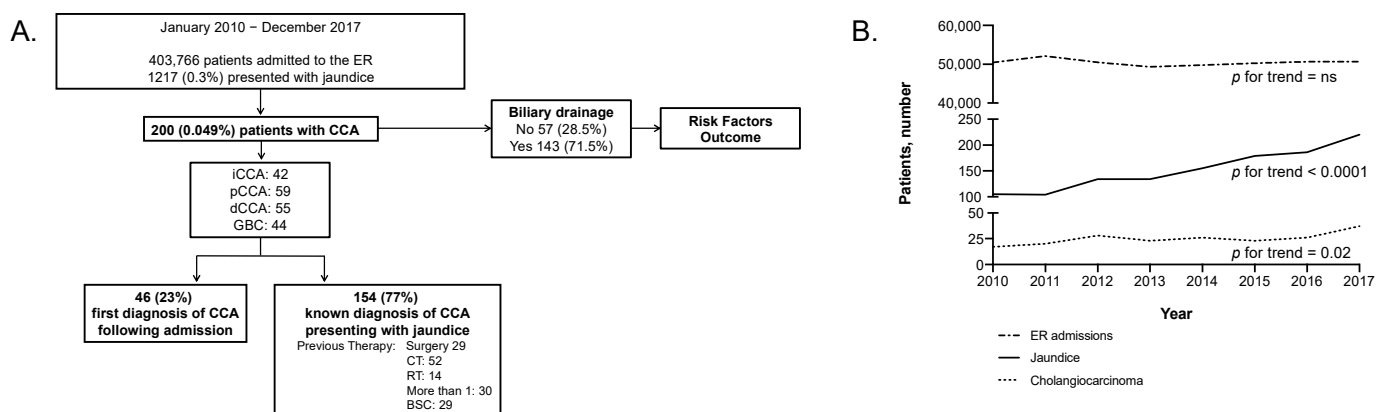 A.
January 2010 − December 2017
403,766 patients admitted to the ER
1217 (0.3%) presented with jaundice
200 (0.049%) patients with CCA
Biliary drainage
No 57 (28.5%)
Yes 143 (71.5%)
Risk Factors
Outcome
iCCA: 42
pCCA: 59
dCCA: 55
GBC: 44
46 (23%)
first diagnosis of CCA
following admission
154 (77%)
known diagnosis of CCA
presenting with jaundice
Previous Therapy: Surgery 29
CT: 52
RT: 14
More than 1: 30
BSC: 29
B.
Patients, number
60,000
50,000
40,000
250
200
150
100
50
25
0
p for trend = ns
p for trend < 0.0001
p for trend = 0.02
2010 2011 2012 2013 2014 2015 2016 2017
Year
ER admissions
Jaundice
Cholangiocarcinoma